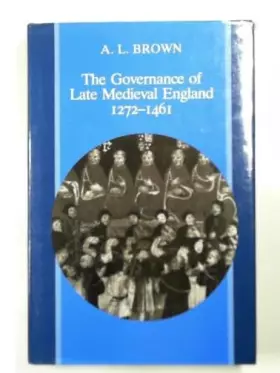 A. L. BROWN
The Governance of
Late Medieval England
1272–1461